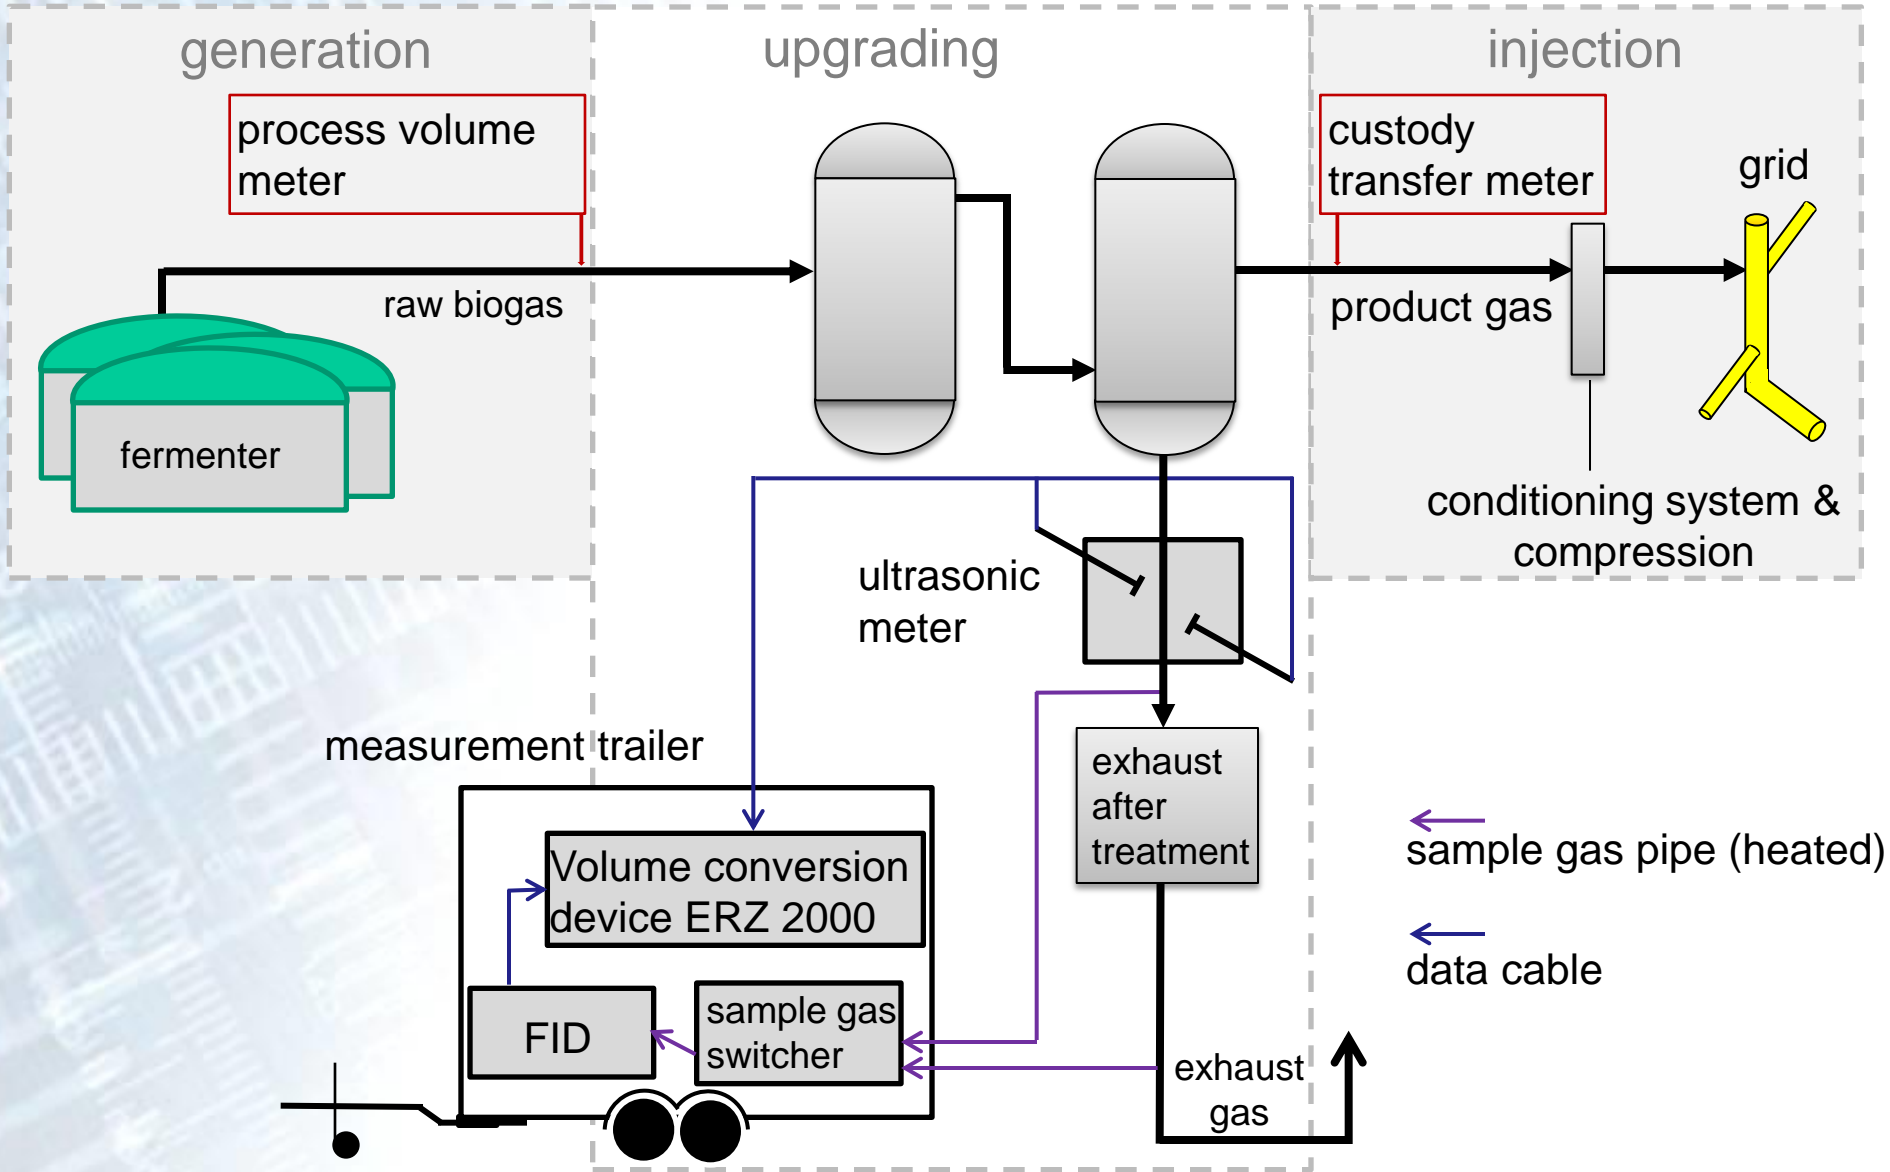 generation
upgrading
injection
process volume
meter
custody
transfer meter
grid
raw biogas
product gas
fermenter
conditioning system &
compression
ultrasonic
meter
measurement trailer
exhaust
after
treatment
Volume conversion
device ERZ 2000
sample gas pipe (heated)
data cable
FID
sample gas
switcher
exhaust
gas